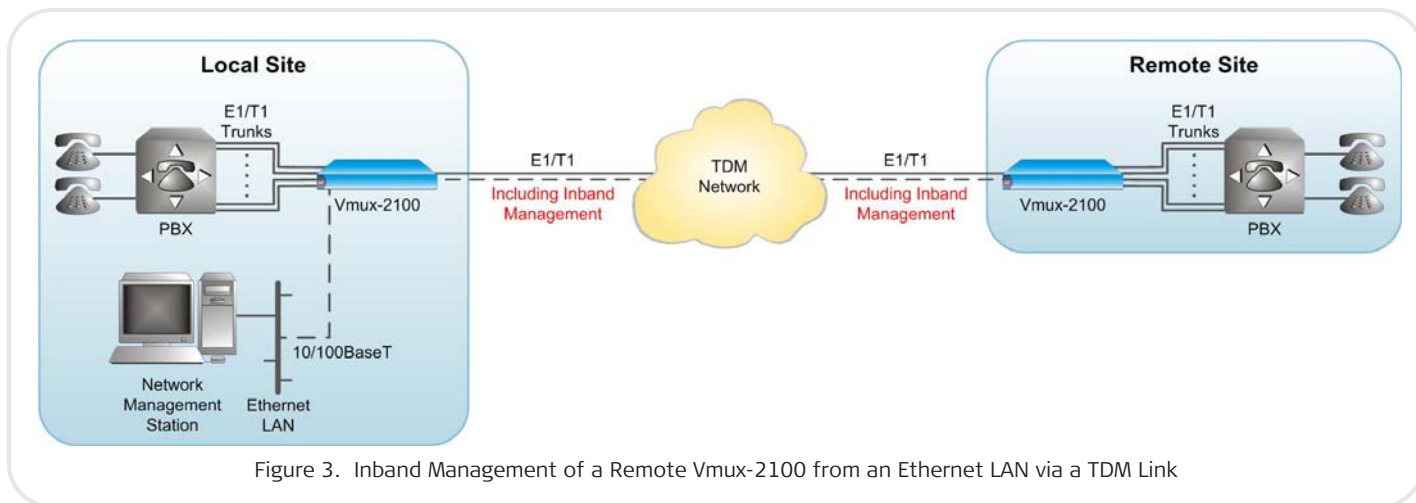 Local Site
E1/T1
Trunks
PBX
Vmux-2100
Network
Management
Station
Ethernet
LAN
10/100BaseT
E1/T1
Including Inband
Management
TDM
Network
E1/T1
Including Inband
Management
Remote Site
Vmux-2100
E1/T1
Trunks
PBX
Figure 3. Inband Management of a Remote Vmux-2100 from an Ethernet LAN via a TDM Link